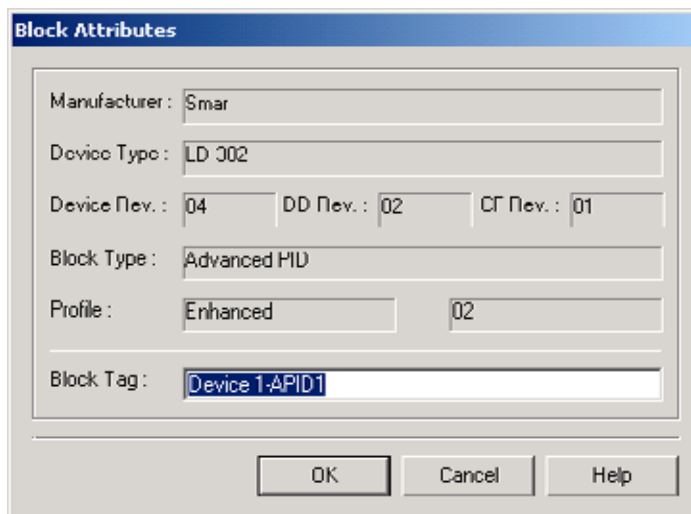 Block Attributes
Manufacturer : Smar
Device Type : LD 302
Device Rev. : 04 DD Rev. : 02 CF Rev. : 01
Block Type : Advanced PID
Profile : Enhanced 02
Block Tag : Device 1-APID1
OK Cancel Help